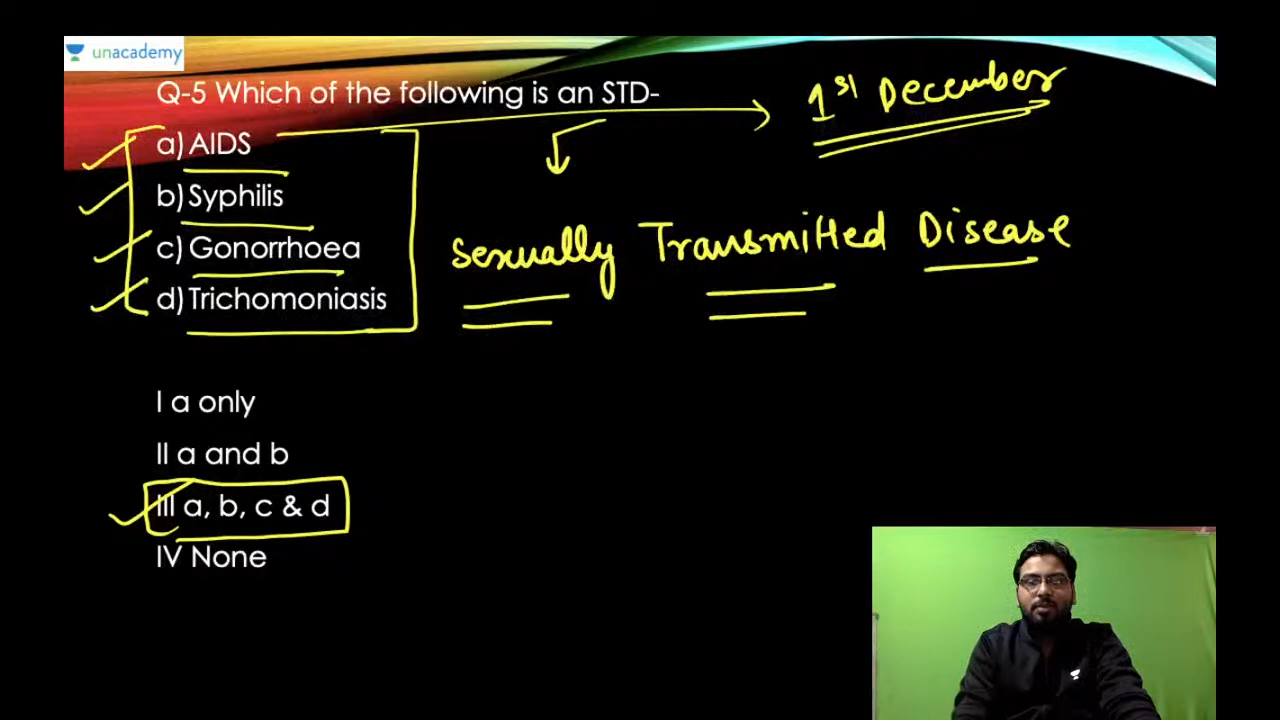 unacademy
Q-5 Which of the following is an STD-
1st December
a) AIDS
b) Syphilis
c) Gonorrhoea
d) Trichomoniasis
Sexually Transmitted Disease
I a only
II a and b
III a, b, c & d
IV None